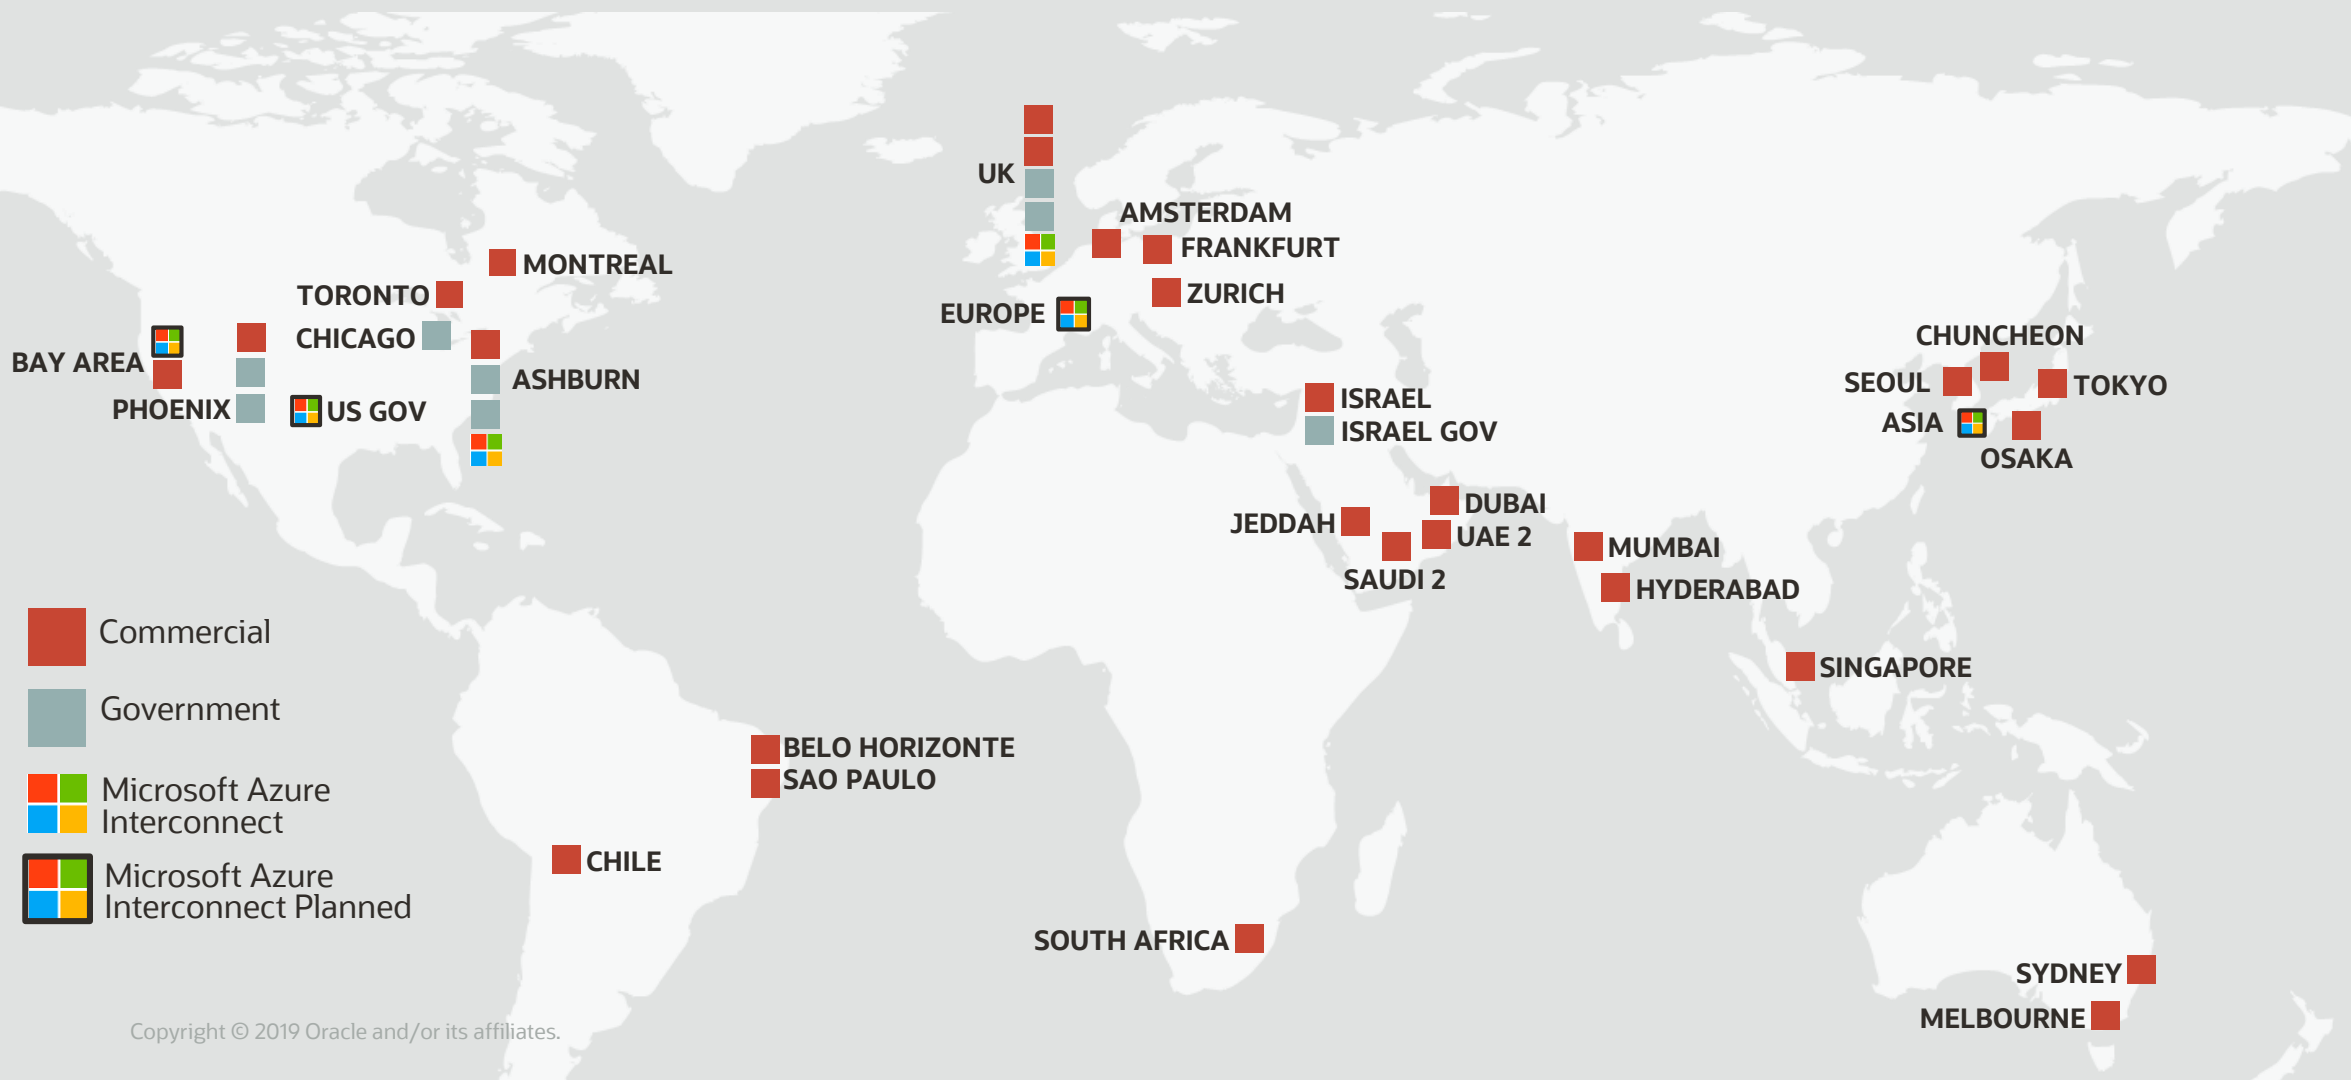 UK
AMSTERDAM
FRANKFURT
MONTREAL
TORONTO
ZURICH
EUROPE
CHICAGO
CHUNCHEON
BAY AREA
ASHBURN
SEOUL
TOKYO
PHOENIX
US GOV
ISRAEL
ISRAEL GOV
ASIA
OSAKA
DUBAI
JEDDAH
UAE 2
SAUDI 2
MUMBAI
HYDERABAD
SINGAPORE
Commercial
Government
Microsoft Azure
Interconnect
Microsoft Azure
Interconnect Planned
BELO HORIZONTE
SAO PAULO
CHILE
SOUTH AFRICA
SYDNEY
MELBOURNE
Copyright © 2019 Oracle and/or its affiliates.